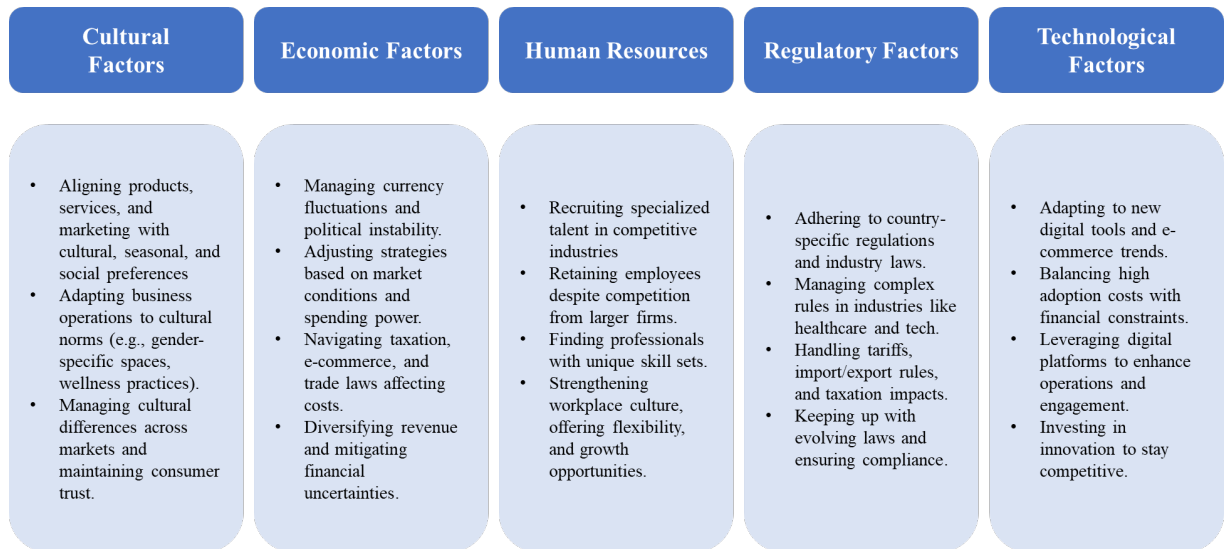 Cultural
Factors
• Aligning products,
services, and
marketing with
cultural, seasonal, and
social preferences
• Adapting business
operations to cultural
norms (e.g., gender-
specific spaces,
wellness practices).
• Managing cultural
differences across
markets and
maintaining consumer
trust.
Economic Factors
• Managing currency
fluctuations and
political instability.
• Adjusting strategies
based on market
conditions and
spending power.
• Navigating taxation,
e-commerce, and
trade laws affecting
costs.
• Diversifying revenue
and mitigating
financial
uncertainties.
Human Resources
• Recruiting specialized
talent in competitive
industries
• Retaining employees
despite competition
from larger firms.
• Finding professionals
with unique skill sets.
• Strengthening
workplace culture,
offering flexibility,
and growth
opportunities.
Regulatory Factors
• Adhering to country-
specific regulations
and industry laws.
• Managing complex
rules in industries like
healthcare and tech.
• Handling tariffs,
import/export rules,
and taxation impacts.
• Keeping up with
evolving laws and
ensuring compliance.
Technological
Factors
• Adapting to new
digital tools and e-
commerce trends.
• Balancing high
adoption costs with
financial constraints.
• Leveraging digital
platforms to enhance
operations and
engagement.
• Investing in
innovation to stay
competitive.